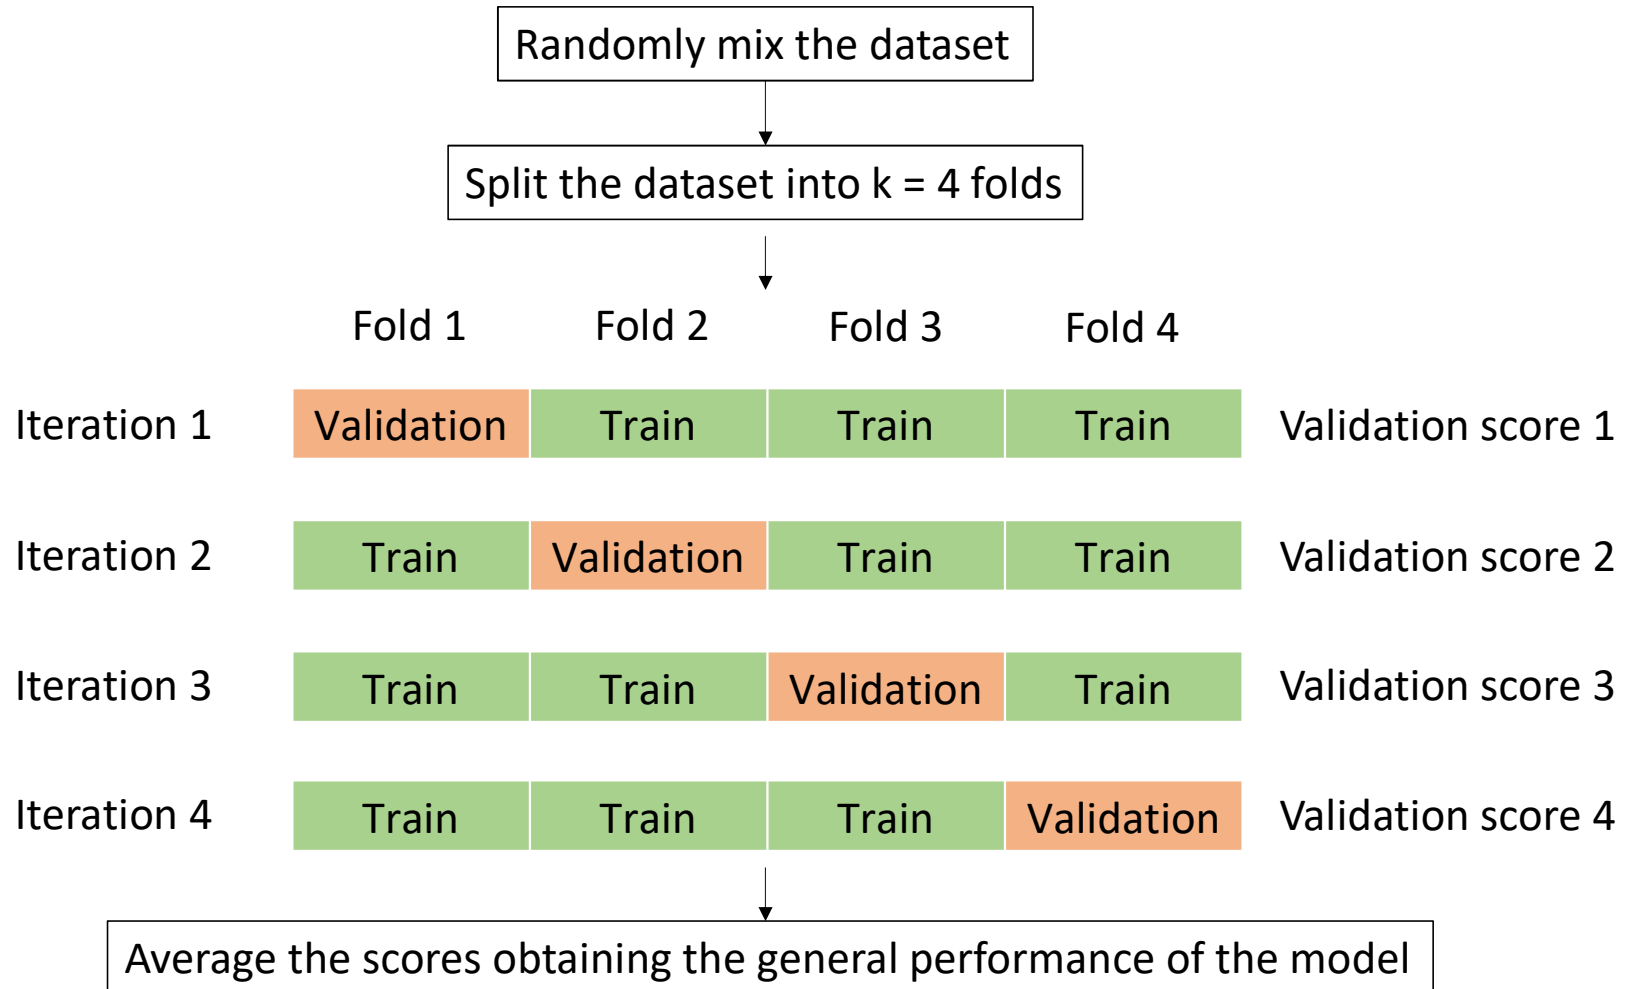 Randomly mix the dataset
Split the dataset into k = 4 folds
Fold 1 Fold 2 Fold 3 Fold 4
Iteration 1 Validation Train Train Train Validation score 1
Iteration 2 Train Validation Train Train Validation score 2
Iteration 3 Train Train Validation Train Validation score 3
Iteration 4 Train Train Train Validation Validation score 4
Average the scores obtaining the general performance of the model